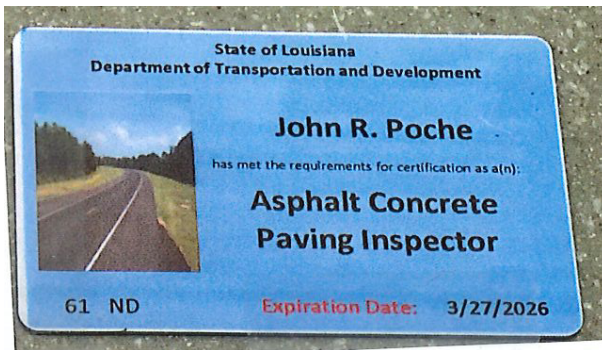 State of Louisiana
Department of Transportation and Development
John R. Poche
has met the requirements for certification as a(n):
Asphalt Concrete
Paving Inspector
61 ND
Expiration Date: 3/27/2026